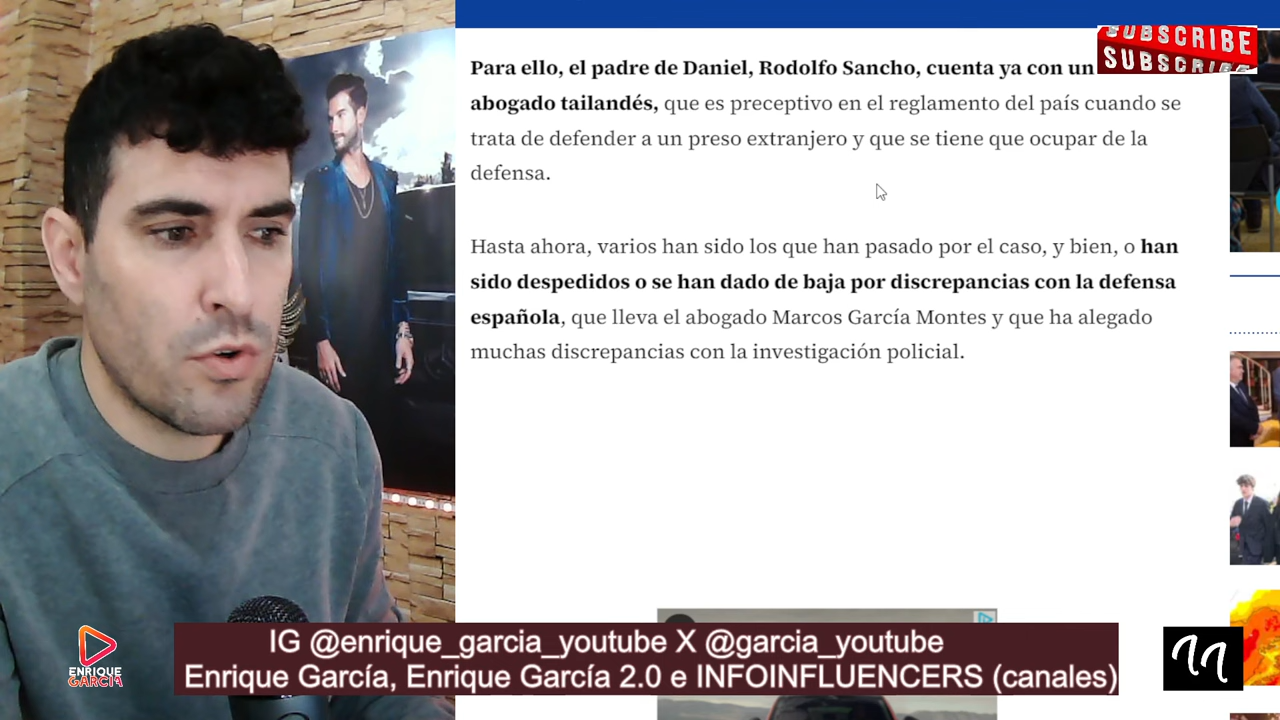 SUBSCRIBE
SUBSCRIBE
Para ello, el padre de Daniel, Rodolfo Sancho, cuenta ya con un
abogado tailandés, que es preceptivo en el reglamento del país cuando se
trata de defender a un preso extranjero y que se tiene que ocupar de la
defensa.
Hasta ahora, varios han sido los que han pasado por el caso, y bien, o han
sido despedidos o se han dado de baja por discrepancias con la defensa
española, que lleva el abogado Marcos García Montes y que ha alegado
muchas discrepancias con la investigación policial.
IG @enrique_garcia_youtube X @garcia_youtube
Enrique García, Enrique García 2.0 e INFOINFLUENCERS (canales)
ENRIQUE
GARCÍA